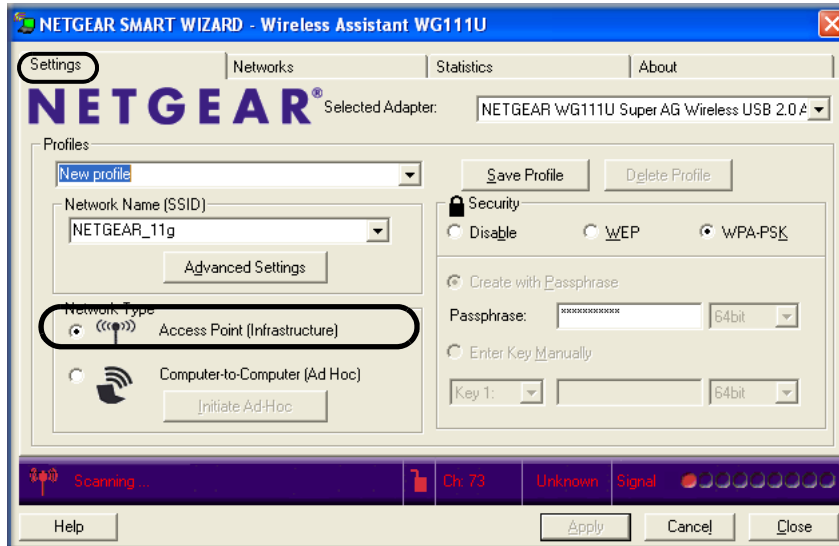 NETGEAR SMART WIZARD - Wireless Assistant WG111U
Settings Networks Statistics About
NETGEAR® Selected Adapter: NETGEAR WG111U Super AG Wireless USB 2.0 A
Profiles
New profile Save Profile Delete Profile
Network Name (SSID) Security
NETGEAR_11g Disable WEP WPA-PSK
Advanced Settings
Create with Passphrase
Network Type
Passphrase: *********** 64bit
Access Point (Infrastructure)
Enter Key Manually
Computer-to-Computer (Ad Hoc)
Key 1: 64bit
Initiate Ad-Hoc
Scanning ... Ch: 73 Unknown Signal
Help Apply Cancel Close